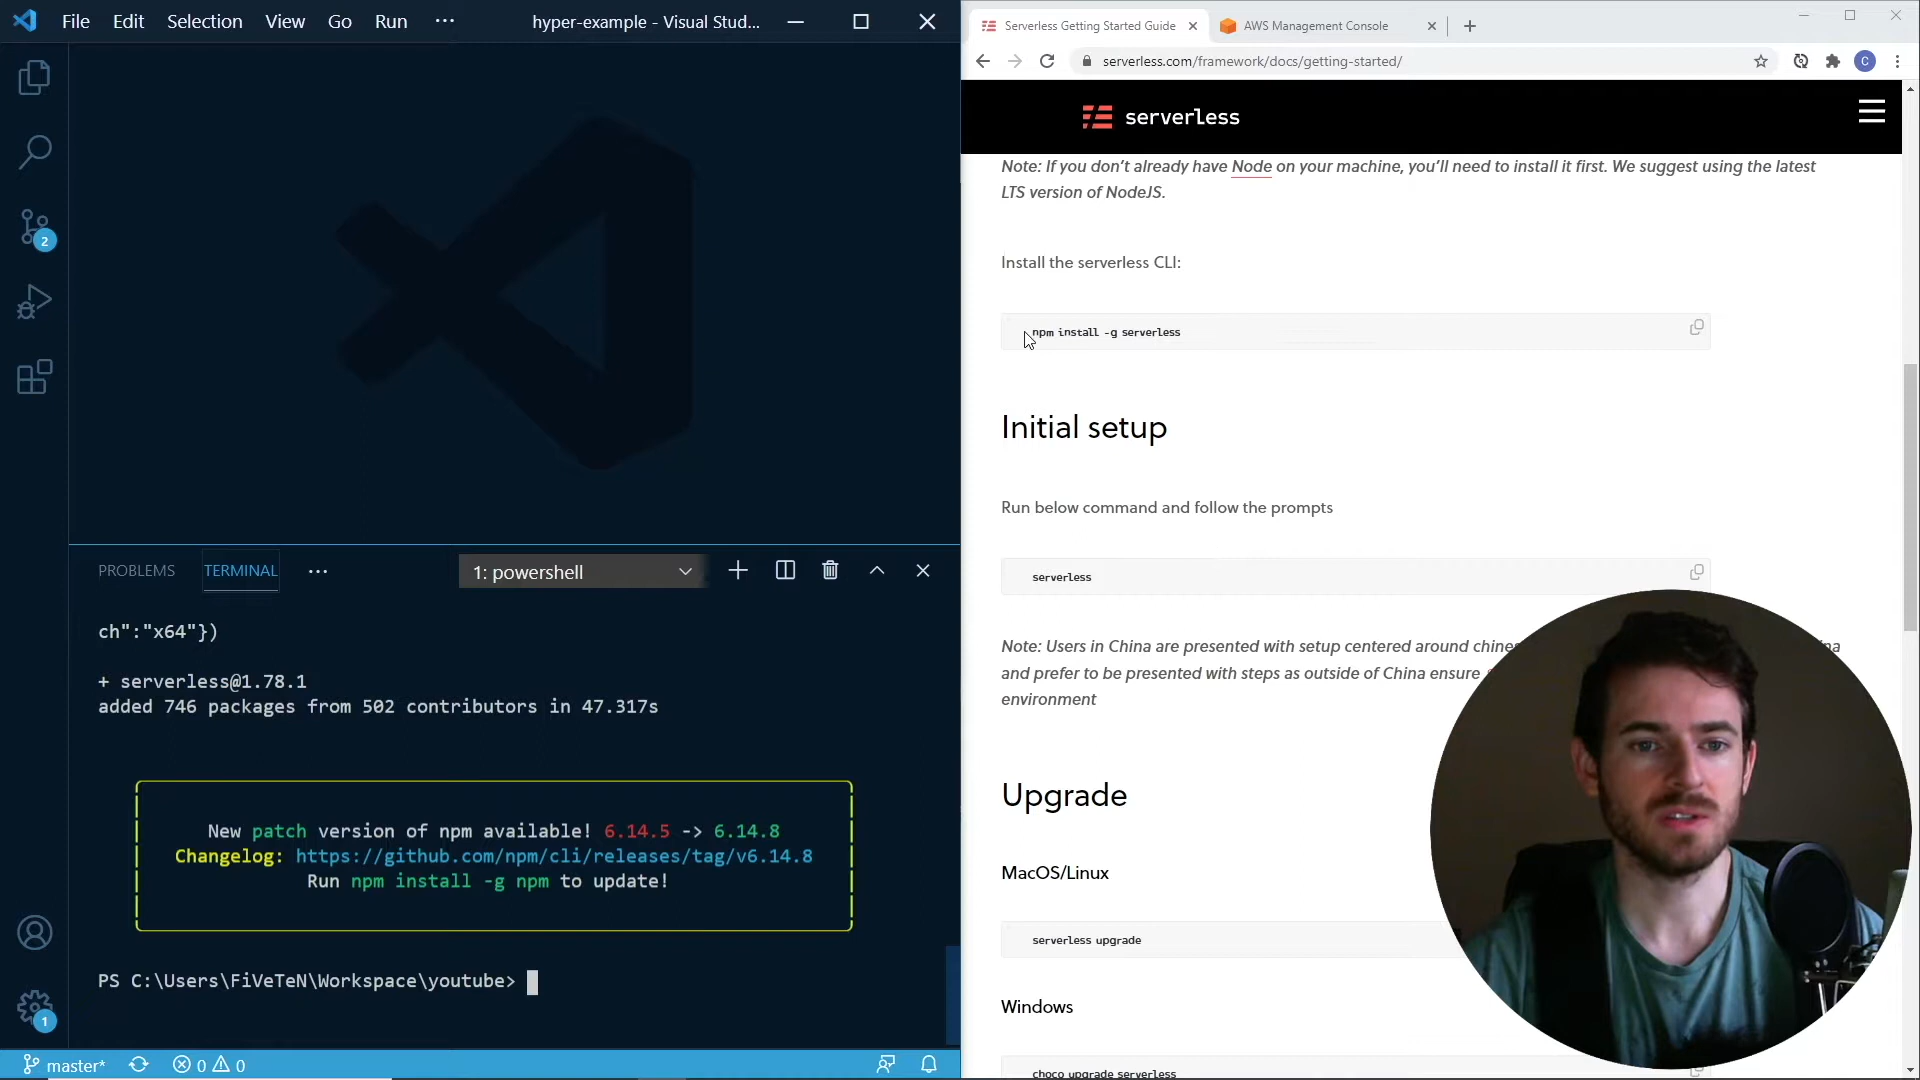 File Edit Selection View Go Run ···
hyper-example - Visual Stud...
2
PROBLEMS TERMINAL ···
1: powershell
ch":"x64"})
+ serverless@1.78.1
added 746 packages from 502 contributors in 47.317s
New patch version of npm available! 6.14.5 -> 6.14.8
Changelog: https://github.com/npm/cli/releases/tag/v6.14.8
Run npm install -g npm to update!
PS C:\Users\FiVeTeN\Workspace\youtube>
1
master* 0 0
Serverless Getting Started Guide
AWS Management Console
serverless.com/framework/docs/getting-started/
C
serverless
Note: If you don’t already have Node on your machine, you’ll need to install it first. We suggest using the latest
LTS version of NodeJS.
Install the serverless CLI:
npm install -g serverless
Initial setup
Run below command and follow the prompts
serverless
Note: Users in China are presented with setup centered around
and prefer to be presented with steps as outside of China ensure
environment
Upgrade
MacOS/Linux
serverless upgrade
Windows
choco upgrade serverless